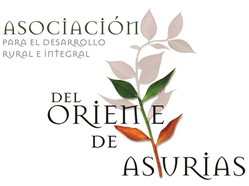 ASOCIACIÓN
PARA EL DESARROLLO
RURAL E INTEGRAL
DEL
ORIENTE
DE
ASTURIAS